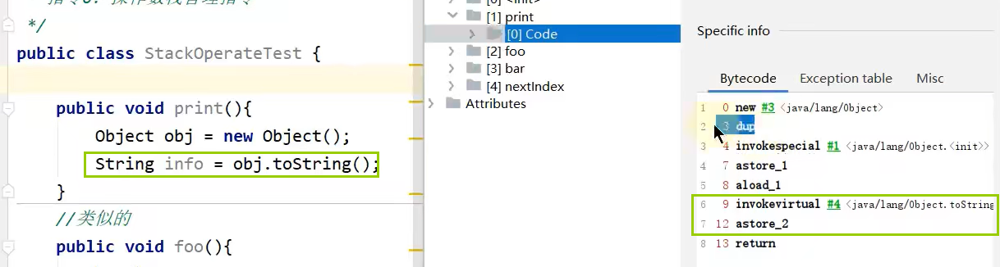 指令5：操作数栈管理指令
*/
public class StackOperateTest {
public void print(){
Object obj = new Object();
String info = obj.toString();
}
//类似的
public void foo(){
[0] <init>
[1] print
[0] Code
[2] foo
[3] bar
[4] nextIndex
Attributes
Specific info
Bytecode Exception table Misc
1 0 new #3 <java/lang/Object>
2 3 dup
3 4 invokespecial #1 <java/lang/Object.<init>>
4 7 astore_1
5 8 aload_1
6 9 invokevirtual #4 <java/lang/Object.toString
7 12 astore_2
8 13 return